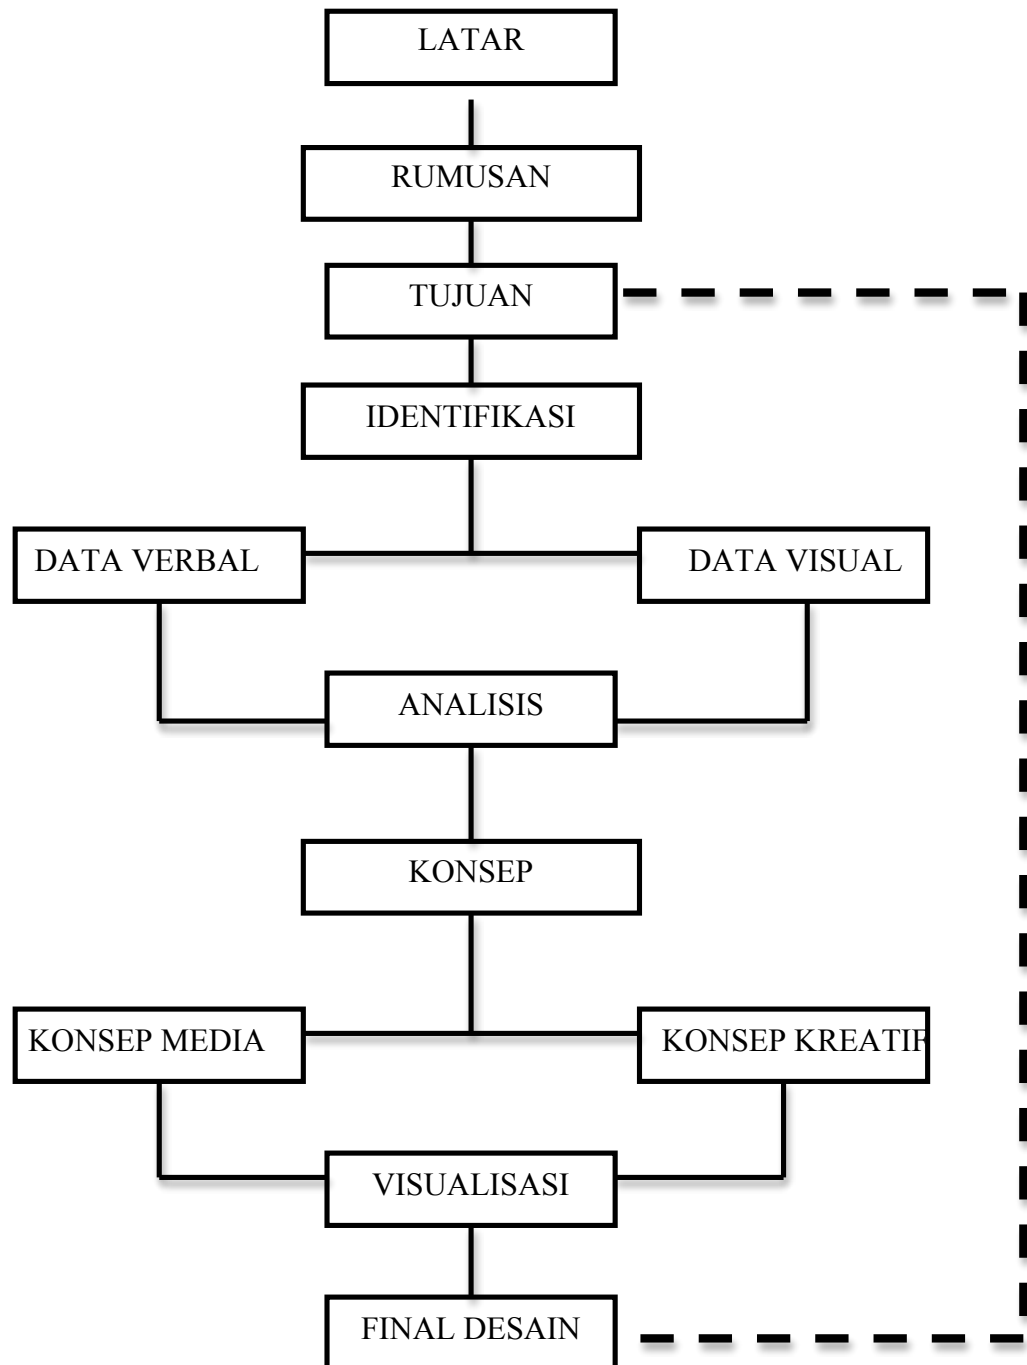 LATAR
RUMUSAN
TUJUAN
IDENTIFIKASI
DATA VERBAL
DATA VISUAL
ANALISIS
KONSEP
KONSEP MEDIA
KONSEP KREATIF
VISUALISASI
FINAL DESAIN